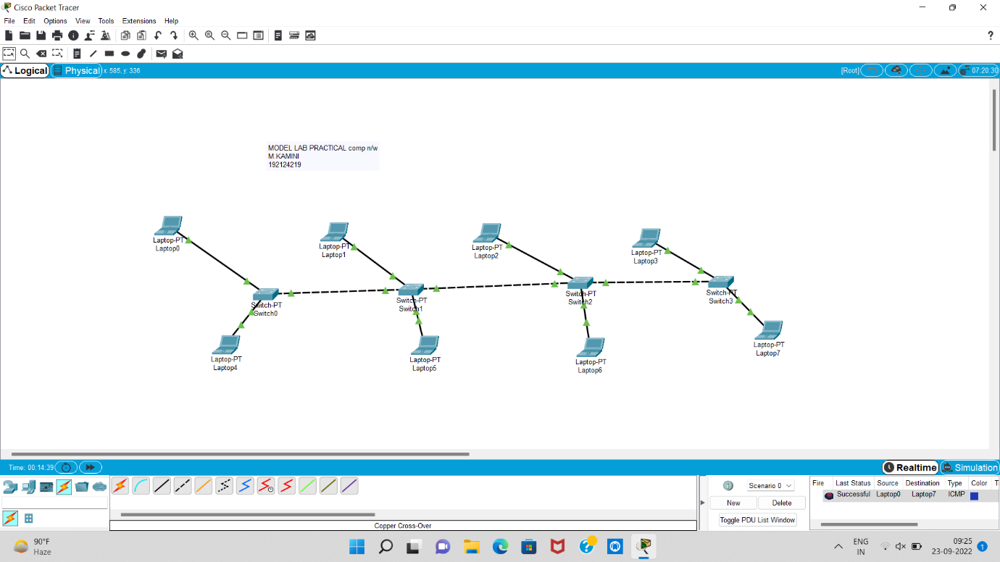 Cisco Packet Tracer
File Edit Options View Tools Extensions Help
?
Logical Physical x: 585, y: 336 [Root] 07:20:30
MODEL LAB PRACTICAL comp n/w
M.KAMINI
192124219
Laptop-PT
Laptop0
Laptop-PT
Laptop1
Laptop-PT
Laptop2
Laptop-PT
Laptop3
Switch-PT
Switch0
Switch-PT
Switch1
Switch-PT
Switch2
Switch-PT
Switch3
Laptop-PT
Laptop4
Laptop-PT
Laptop5
Laptop-PT
Laptop6
Laptop-PT
Laptop7
Time: 00:14:39 Realtime Simulation
Scenario 0
New Delete
Toggle PDU List Window
Fire Last Status Source Destination Type Color T
Successful Laptop0 Laptop7 ICMP
Copper Cross-Over
90°F
Haze
ENG
IN
09:25
23-09-2022
1